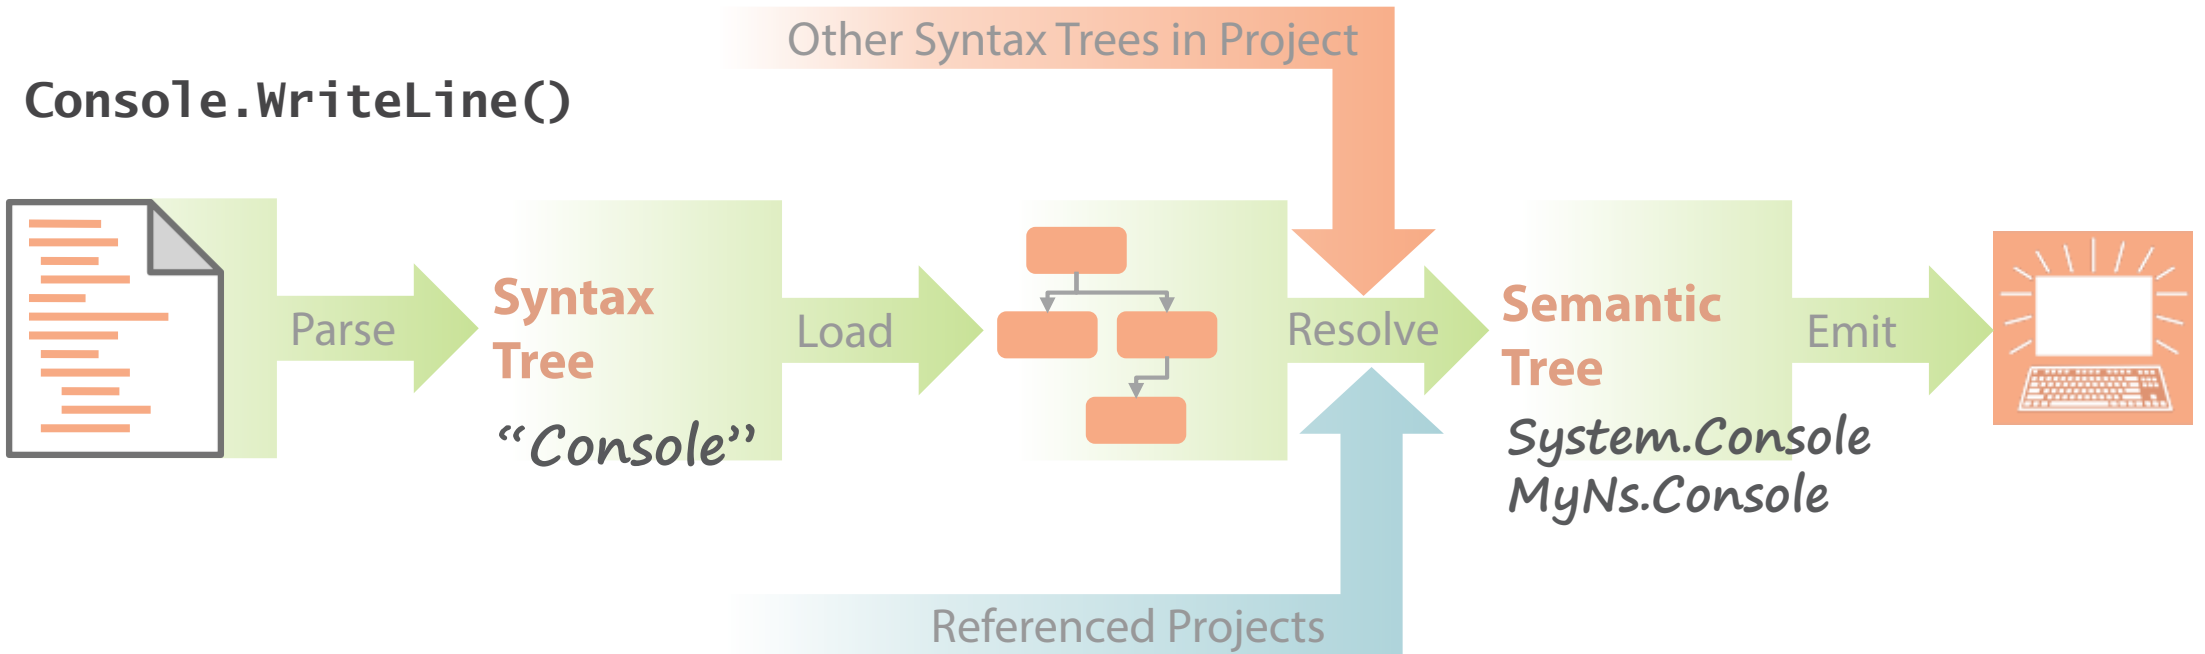 Other Syntax Trees in Project
Console.WriteLine()
Parse
Syntax
Tree
“Console”
Load
Resolve
Semantic
Tree
System.Console
MyNs.Console
Emit
Referenced Projects